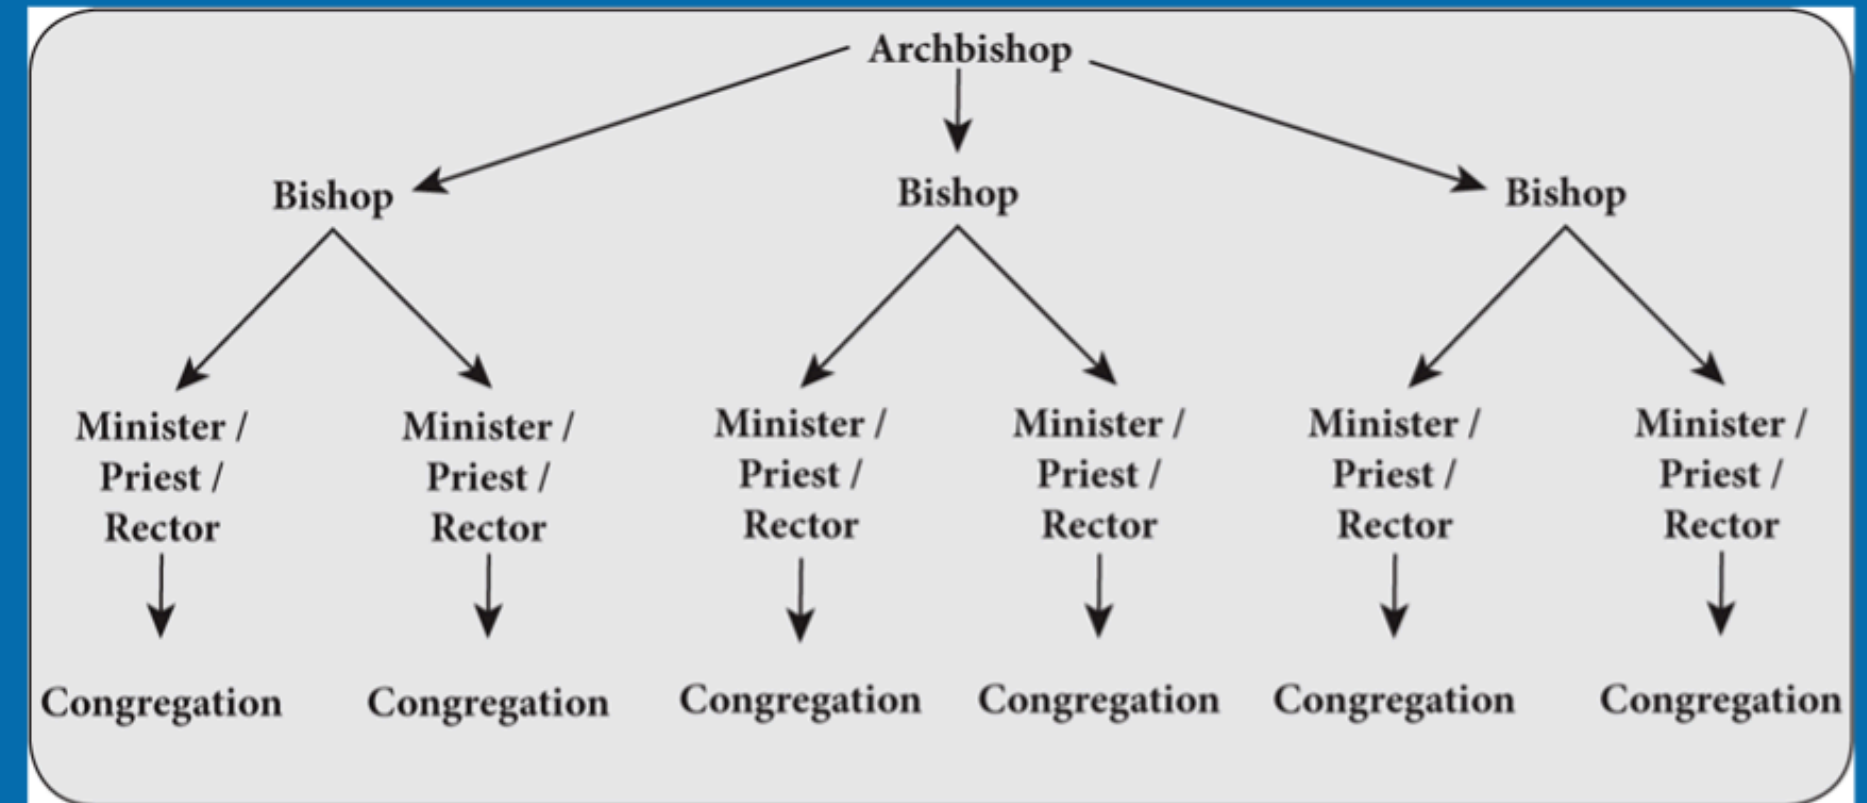 Archbishop
Bishop
Bishop
Bishop
Minister /
Priest /
Rector
Minister /
Priest /
Rector
Minister /
Priest /
Rector
Minister /
Priest /
Rector
Minister /
Priest /
Rector
Minister /
Priest /
Rector
Congregation
Congregation
Congregation
Congregation
Congregation
Congregation